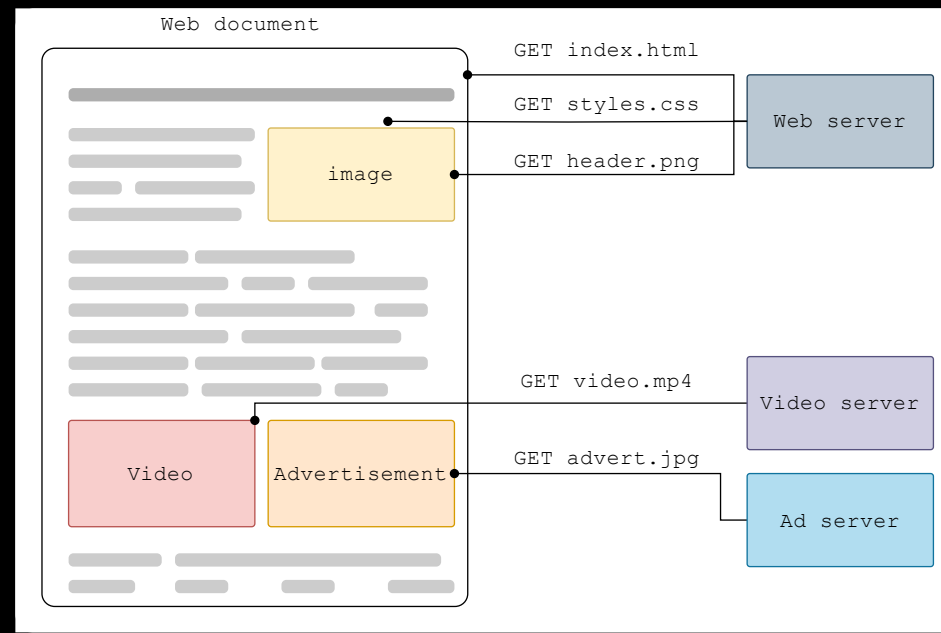 Web document
GET index.html
GET styles.css
Web server
GET header.png
image
GET video.mp4
Video server
Video
Advertisement
GET advert.jpg
Ad server